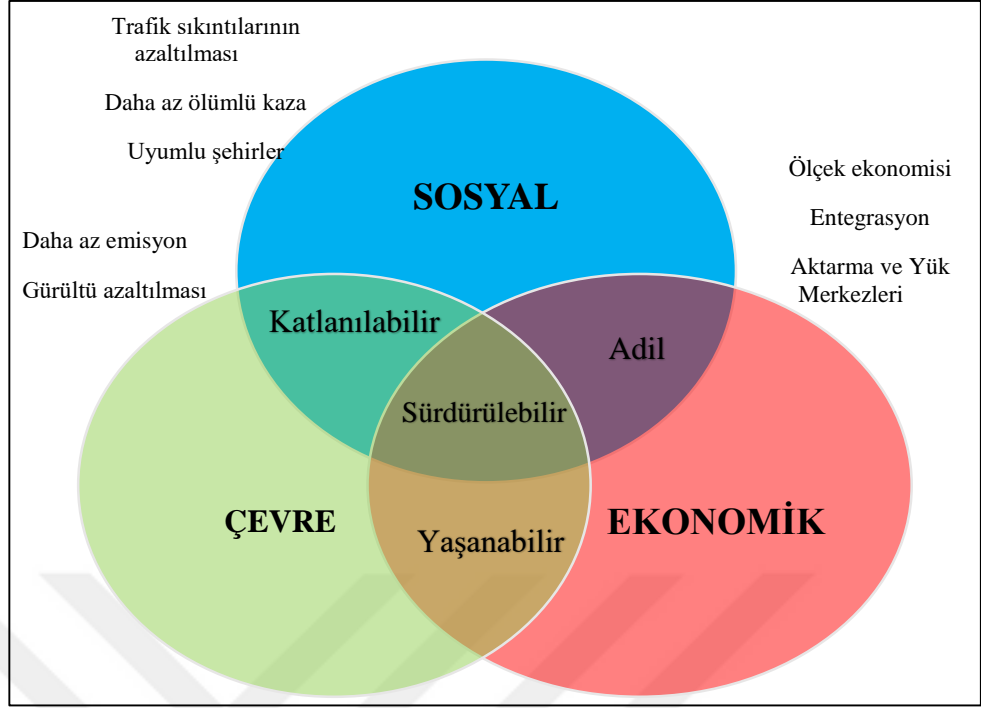 Trafik sıkıntılarının
azaltılması
Daha az ölümlü kaza
Uyumlu şehirler
Daha az emisyon
Gürültü azaltılması
Ölçek ekonomisi
Entegrasyon
Aktarma ve Yük
Merkezleri
SOSYAL
Katlanılabilir
Adil
Sürdürülebilir
ÇEVRE
EKONOMİK
Yaşanabilir